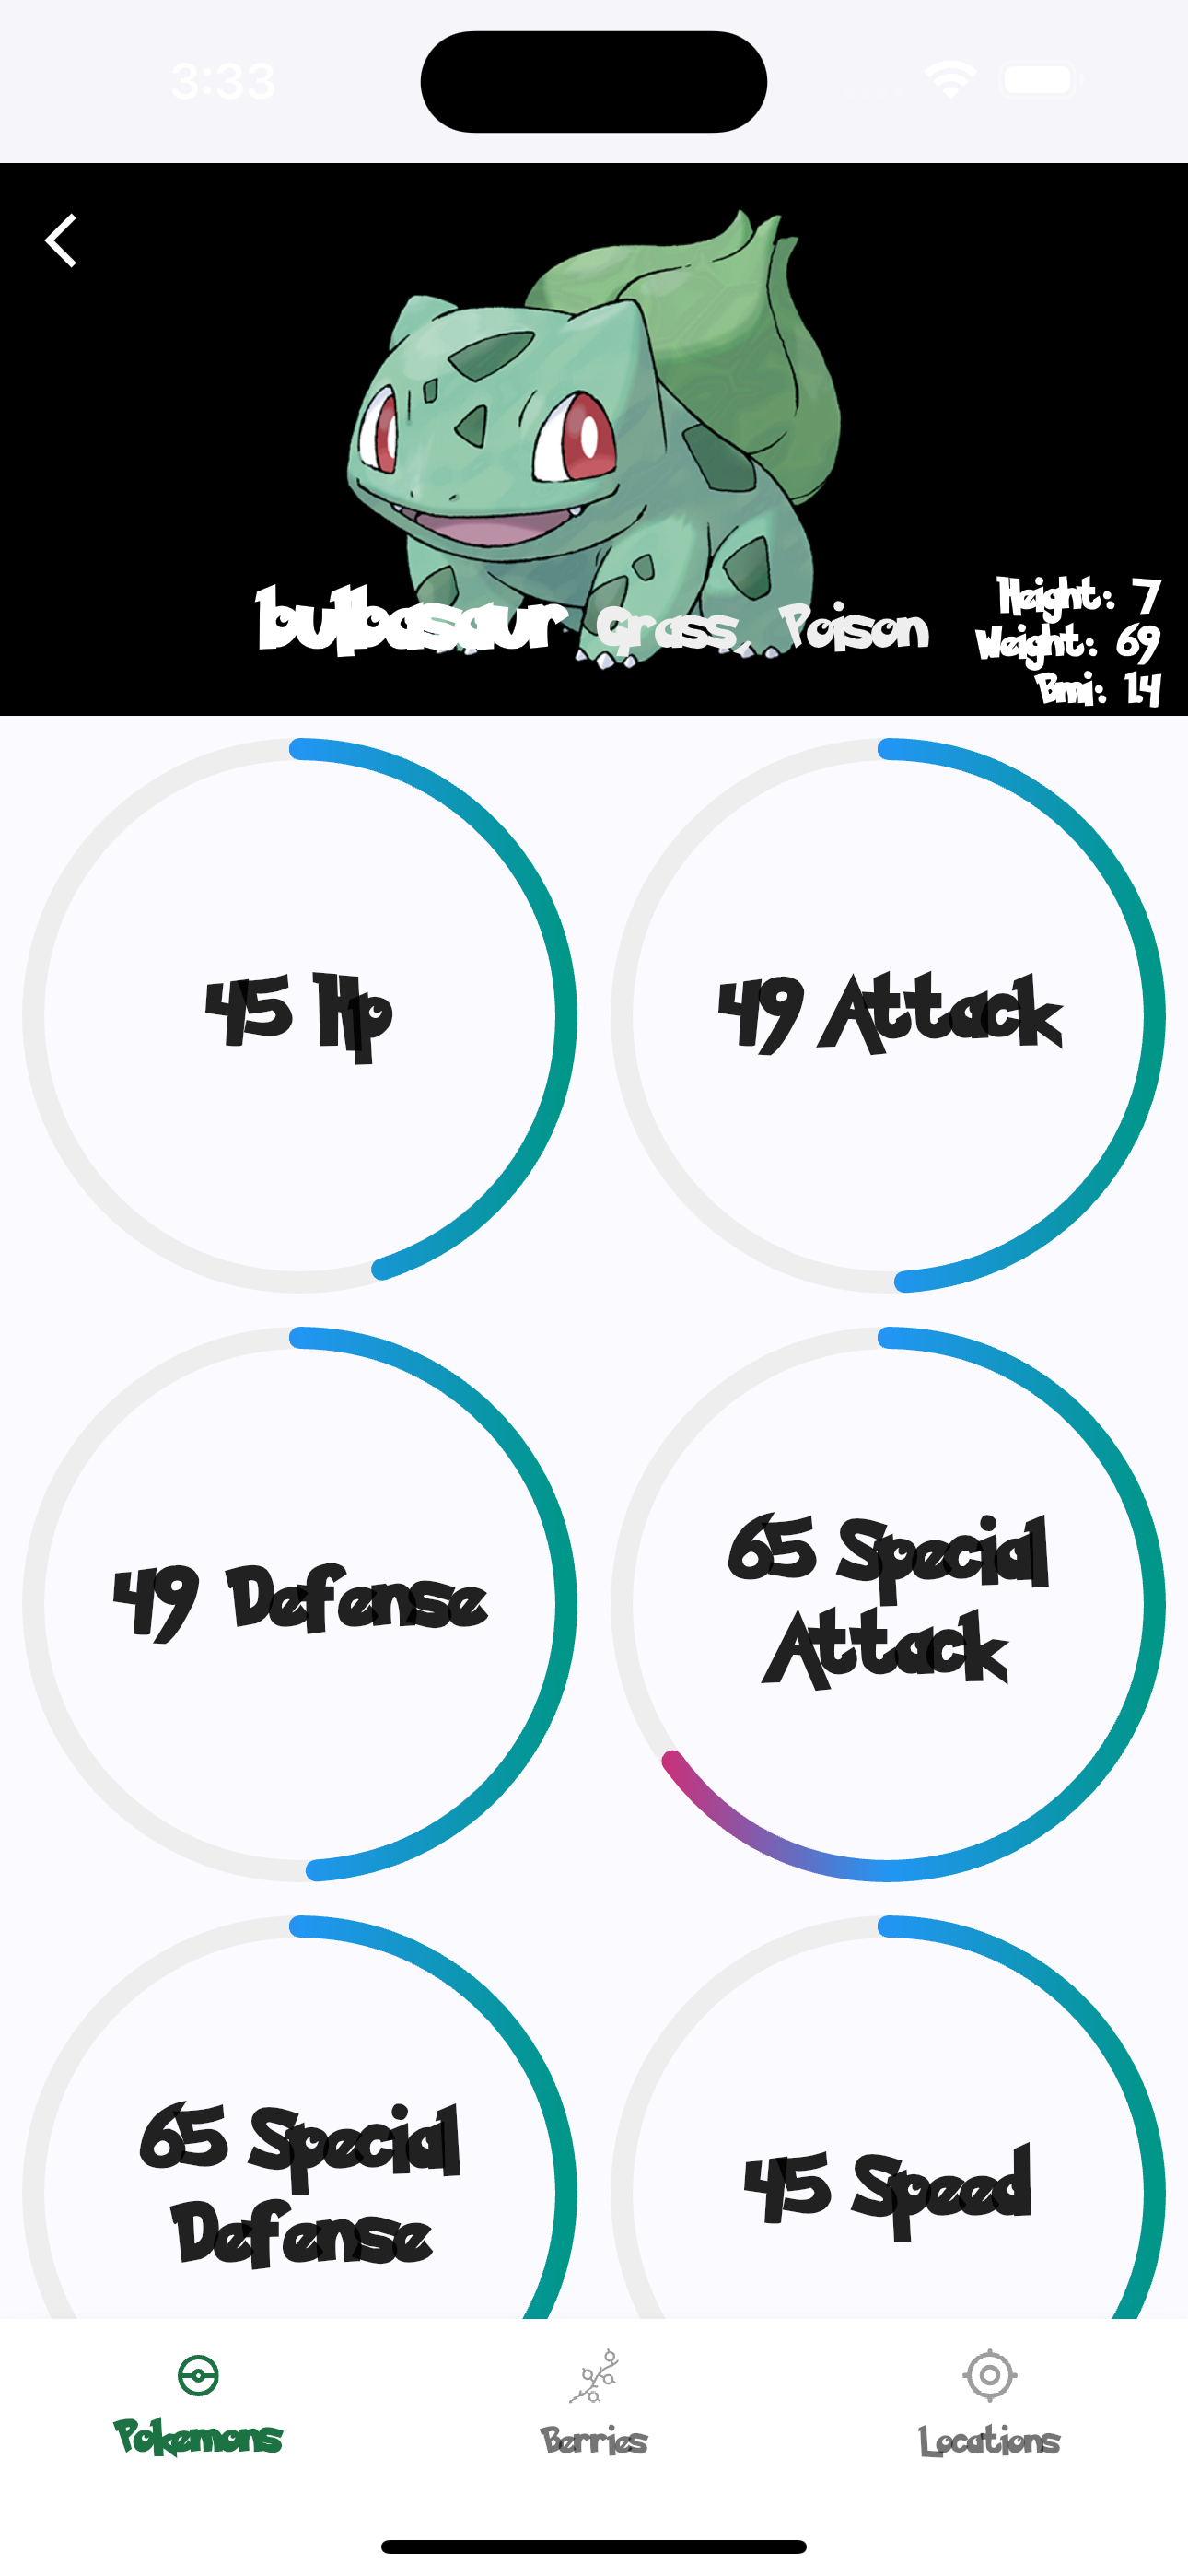 3:33
bulbasaur Grass, Poison
Height: 7
Weight: 69
Bmi: 14
45 Hp
49 Attack
49 Defense
65 Special
Attack
65 Special
Defense
45 Speed
Pokemons
Berries
Locations